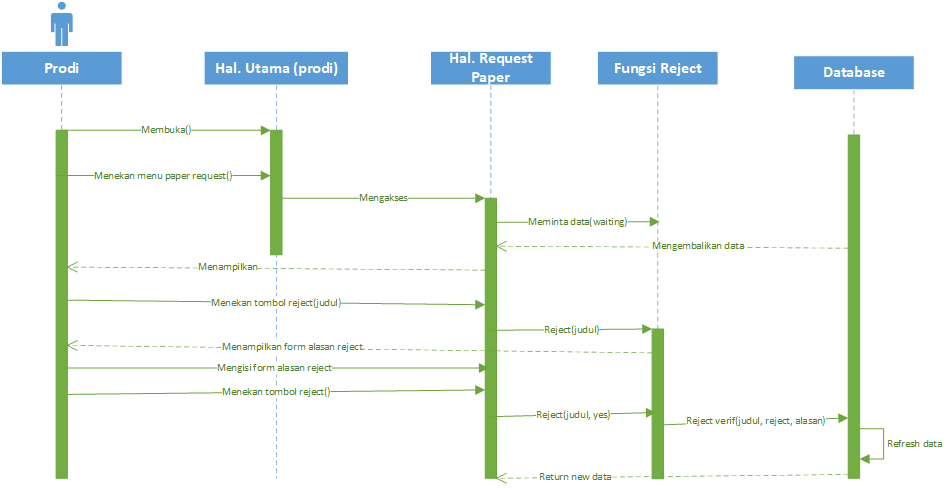 Prodi
Hal. Utama (prodi)
Hal. Request
Paper
Fungsi Reject
Database
Membuka()
Menekan menu paper request()
Mengakses
Meminta data(waiting)
Mengembalikan data
Menampilkan
Menekan tombol reject(judul)
Reject(judul)
Menampilkan form alasan reject
Mengisi form alasan reject
Menekan tombol reject()
Reject(judul, yes)
Reject verif(judul, reject, alasan)
Refresh data
Return new data